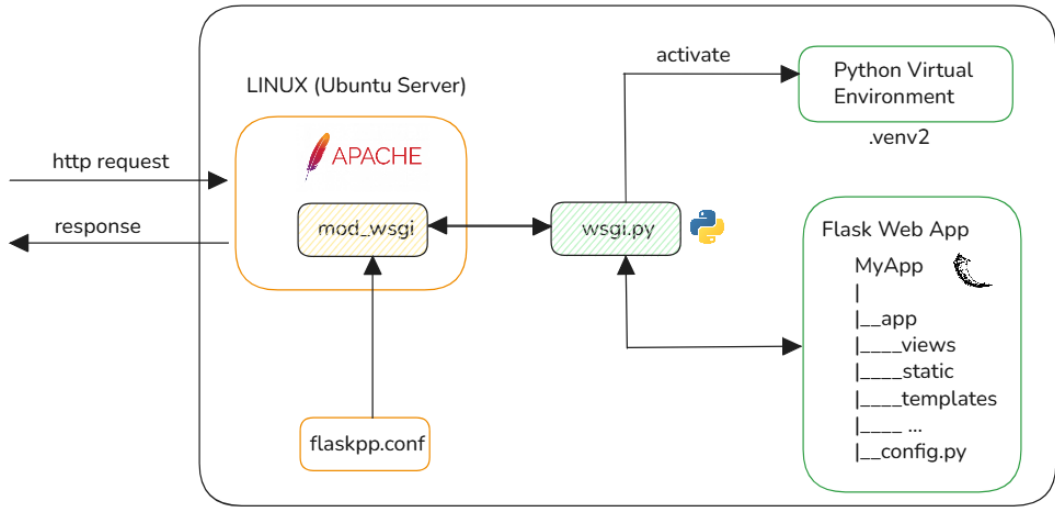 LINUX (Ubuntu Server)
http request
response
APACHE
mod_wsgi
flaskpp.conf
wsgi.py
activate
Python Virtual
Environment
.venv2
Flask Web App
MyApp
|
|__app
|____views
|____static
|____templates
|____ ...
|__config.py